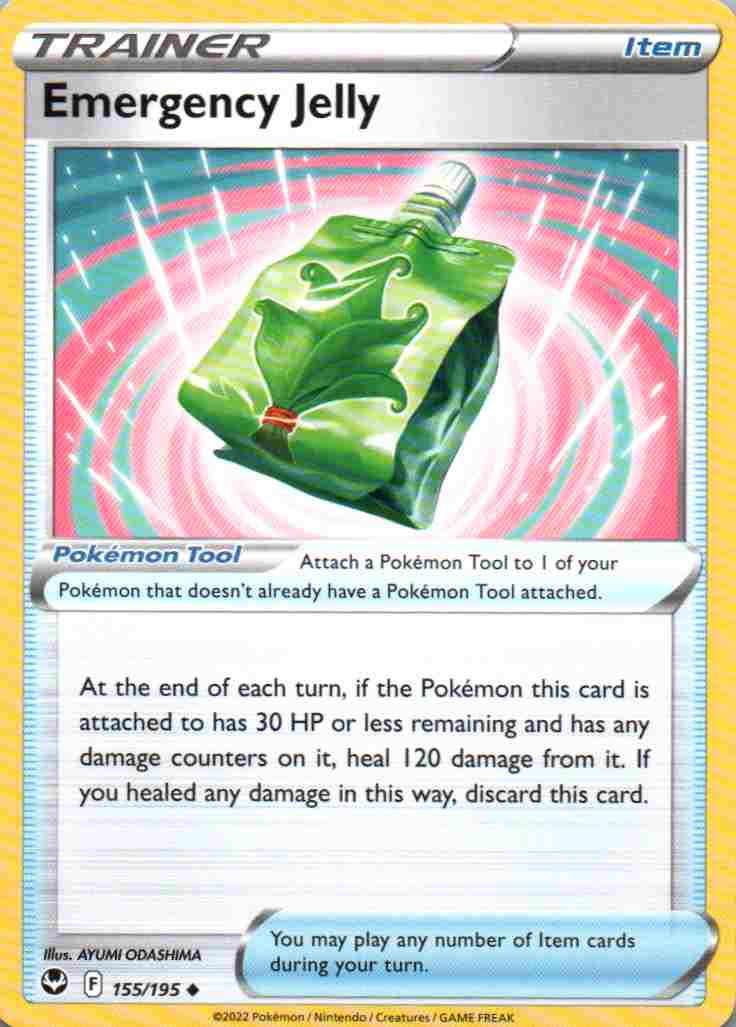 TRAINER
Item
Emergency Jelly
Pokémon Tool
Attach a Pokémon Tool to 1 of your
Pokémon that doesn't already have a Pokémon Tool attached.
At the end of each turn, if the Pokémon this card is
attached to has 30 HP or less remaining and has any
damage counters on it, heal 120 damage from it. If
you healed any damage in this way, discard this card.
Illus. AYUMI ODASHIMA
F 155/195 ◆
You may play any number of Item cards
during your turn.
©2022 Pokémon / Nintendo / Creatures / GAME FREAK